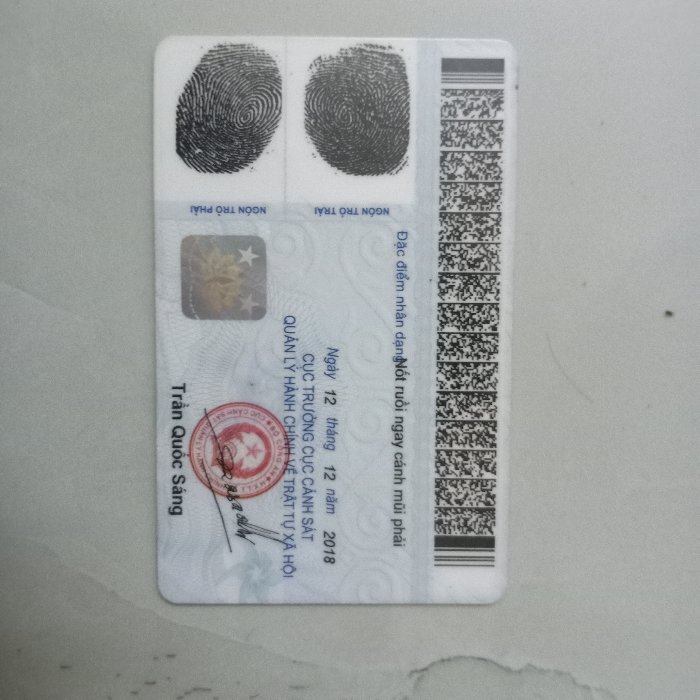 Đặc điểm nhân dạng:
Nốt ruồi ngay cánh mũi phải
NGÓN TRỎ TRÁI
NGÓN TRỎ PHẢI
Ngày 12 tháng 12 năm 2018
CỤC TRƯỞNG CỤC CẢNH SÁT
QUẢN LÝ HÀNH CHÍNH VỀ TRẬT TỰ XÃ HỘI
Trần Quốc Sáng